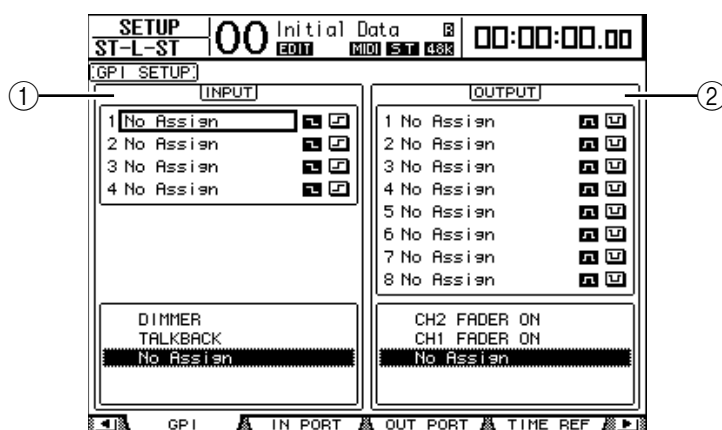 SETUP
ST-L-ST
00
Initial Data
R
EDIT
MIDI ST 48K
00:00:00.00
GPI SETUP
1
INPUT
OUTPUT
2
1 No Assign
2 No Assign
3 No Assign
4 No Assign
1 No Assign
2 No Assign
3 No Assign
4 No Assign
5 No Assign
6 No Assign
7 No Assign
8 No Assign
DIMMER
TALKBACK
No Assign
CH2 FADER ON
CH1 FADER ON
No Assign
GPI
IN PORT
OUT PORT
TIME REF